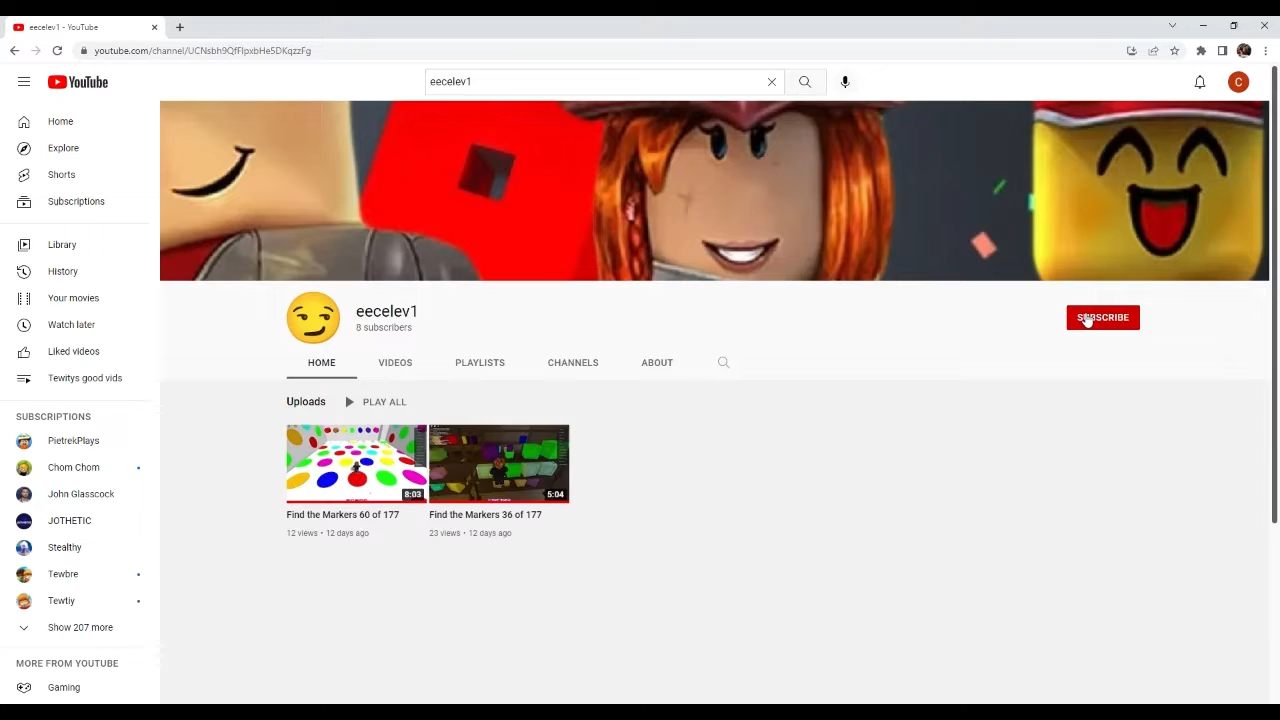 eecelev1 - YouTube
youtube.com/channel/UCNsbh9QfFlpxbHe5DKqzzFg
YouTube
eecelev1
C
Home
Explore
Shorts
Subscriptions
Library
History
Your movies
Watch later
Liked videos
Tewitys good vids
SUBSCRIPTIONS
PietrekPlays
Chom Chom
John Glasscock
JOTHETIC
Stealthy
Tewbre
Tewtiy
Show 207 more
MORE FROM YOUTUBE
Gaming
eecelev1
8 subscribers
SUBSCRIBE
HOME VIDEOS PLAYLISTS CHANNELS ABOUT
Uploads PLAY ALL
8:03
Find the Markers 60 of 177
12 views • 12 days ago
5:04
Find the Markers 36 of 177
23 views • 12 days ago